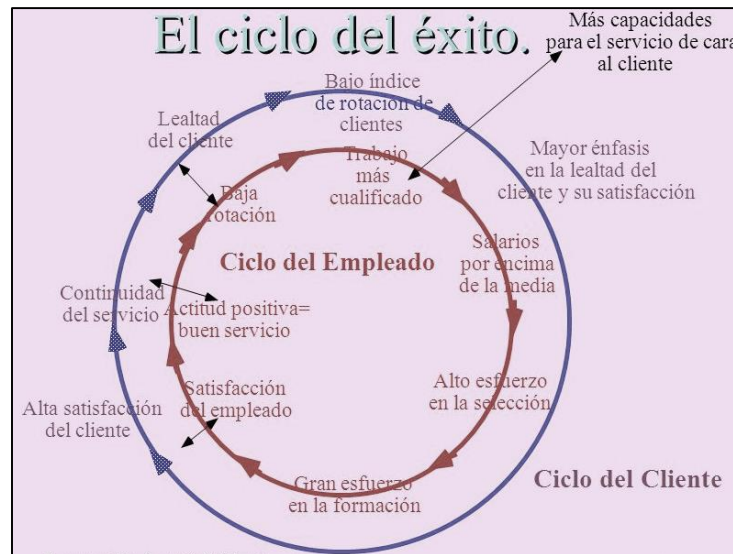 El ciclo del éxito.
Más capacidades
para el servicio de cara
al cliente
Bajo índice
de rotación de
clientes
Lealtad
del cliente
Mayor énfasis
en la lealtad del
cliente y su satisfacción
Trabajo
más
cualificado
Baja
rotación
Ciclo del Empleado
Salarios
por encima
de la media
Continuidad
del servicio
Actitud positiva=
buen servicio
Satisfacción
del empleado
Alto esfuerzo
en la selección
Alta satisfacción
del cliente
Gran esfuerzo
en la formación
Ciclo del Cliente